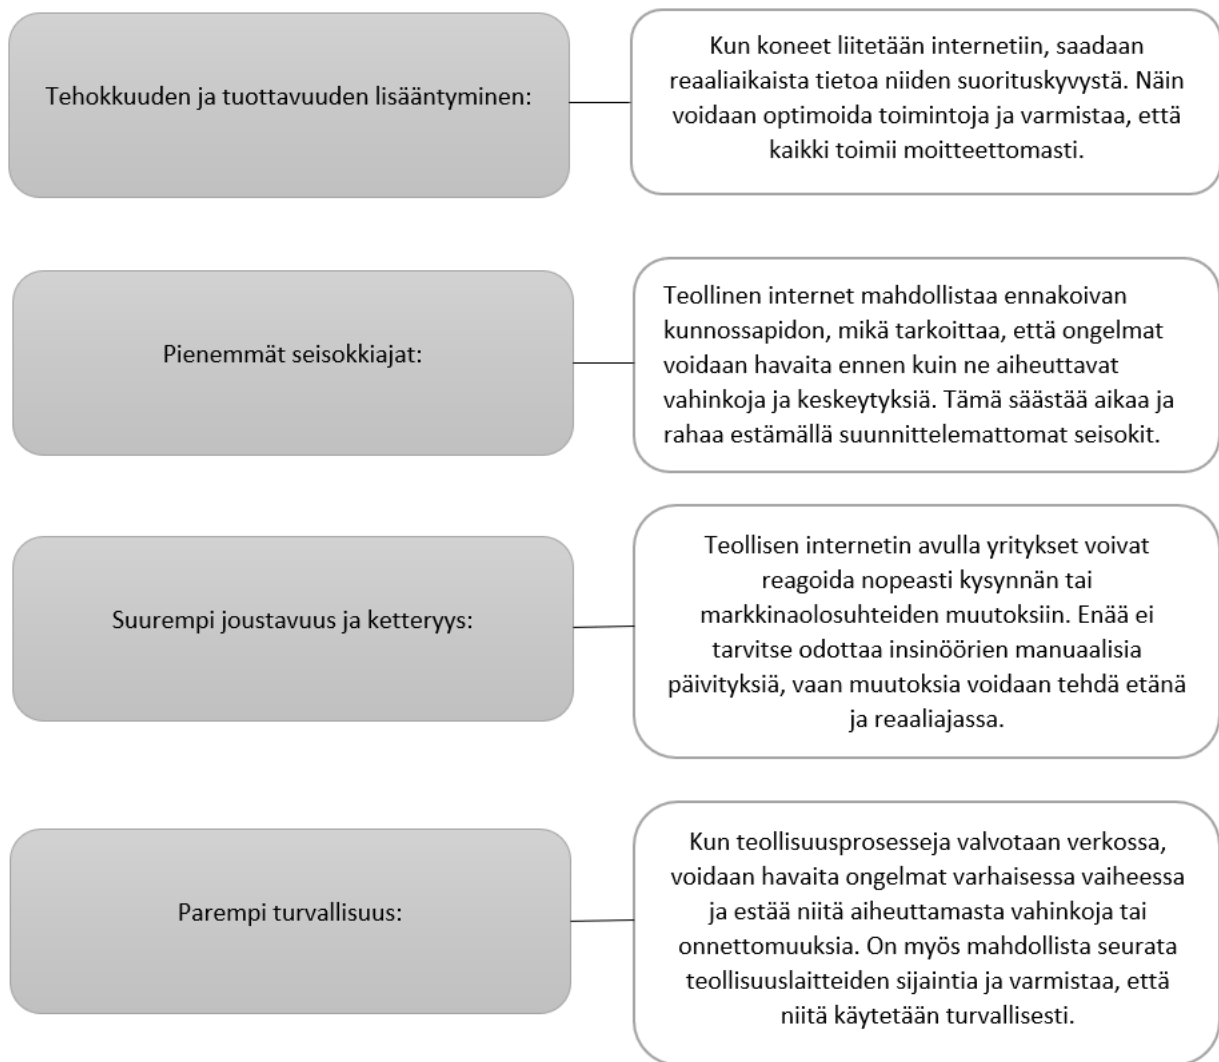 Tehokkuuden ja tuottavuuden lisääntyminen:
Kun koneet liitetään internetiin, saadaan
reaaliaikaista tietoa niiden suorituskyvystä. Näin
voidaan optimoida toimintoja ja varmistaa, että
kaikki toimii moitteettomasti.
Pienemmät seisokkiajat:
Teollinen internet mahdollistaa ennakoivan
kunnossapidon, mikä tarkoittaa, että ongelmat
voidaan havaita ennen kuin ne aiheuttavat
vahinkoja ja keskeytyksiä. Tämä säästää aikaa ja
rahaa estämällä suunnittelemattomat seisokit.
Suurempi joustavuus ja ketteryys:
Teollisen internetin avulla yritykset voivat
reagoida nopeasti kysynnän tai
markkinaolosuhteiden muutoksiin. Enää ei
tarvitse odottaa insinöörien manuaalisia
päivityksiä, vaan muutoksia voidaan tehdä etänä
ja reaaliajassa.
Parempi turvallisuus:
Kun teollisuusprosesseja valvotaan verkossa,
voidaan havaita ongelmat varhaisessa vaiheessa
ja estää niitä aiheuttamasta vahinkoja tai
onnettomuuksia. On myös mahdollista seurata
teollisuuslaitteiden sijaintia ja varmistaa, että
niitä käytetään turvallisesti.